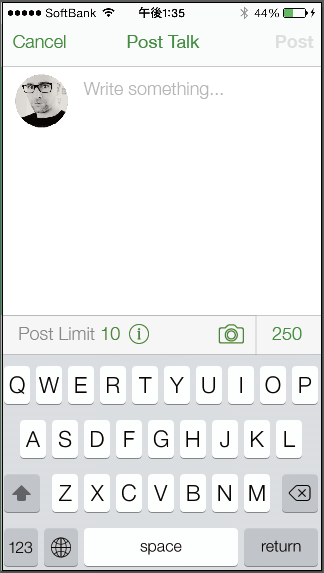 SoftBank 午後1:35 44%
Cancel Post Talk Post
Write something...
Post Limit 10 i 250
Q W E R T Y U I O P
A S D F G H J K L
Z X C V B N M
123 space return